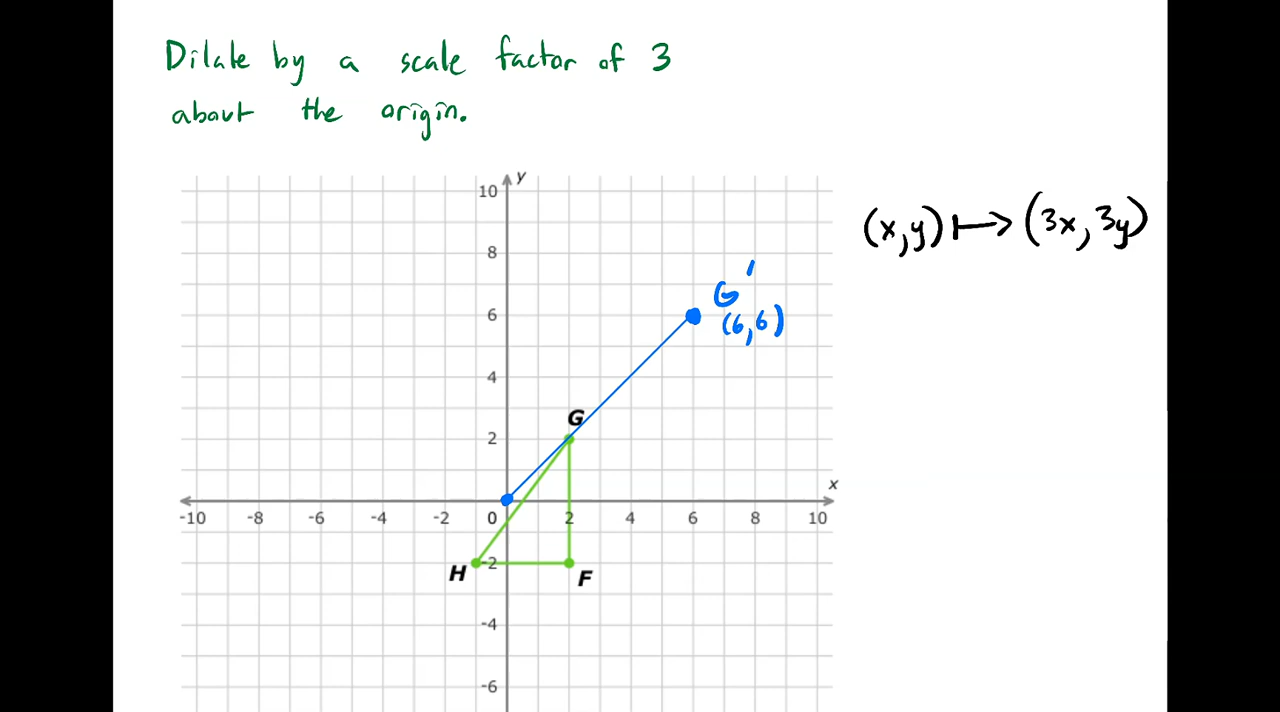 Dilate by a scale factor of 3
about the origin.
y
10
(x,y) ↦ (3x, 3y)
8
G'
6
(6,6)
4
G
2
x
-10 -8 -6 -4 -2 0 2 4 6 8 10
H
-2
F
-4
-6